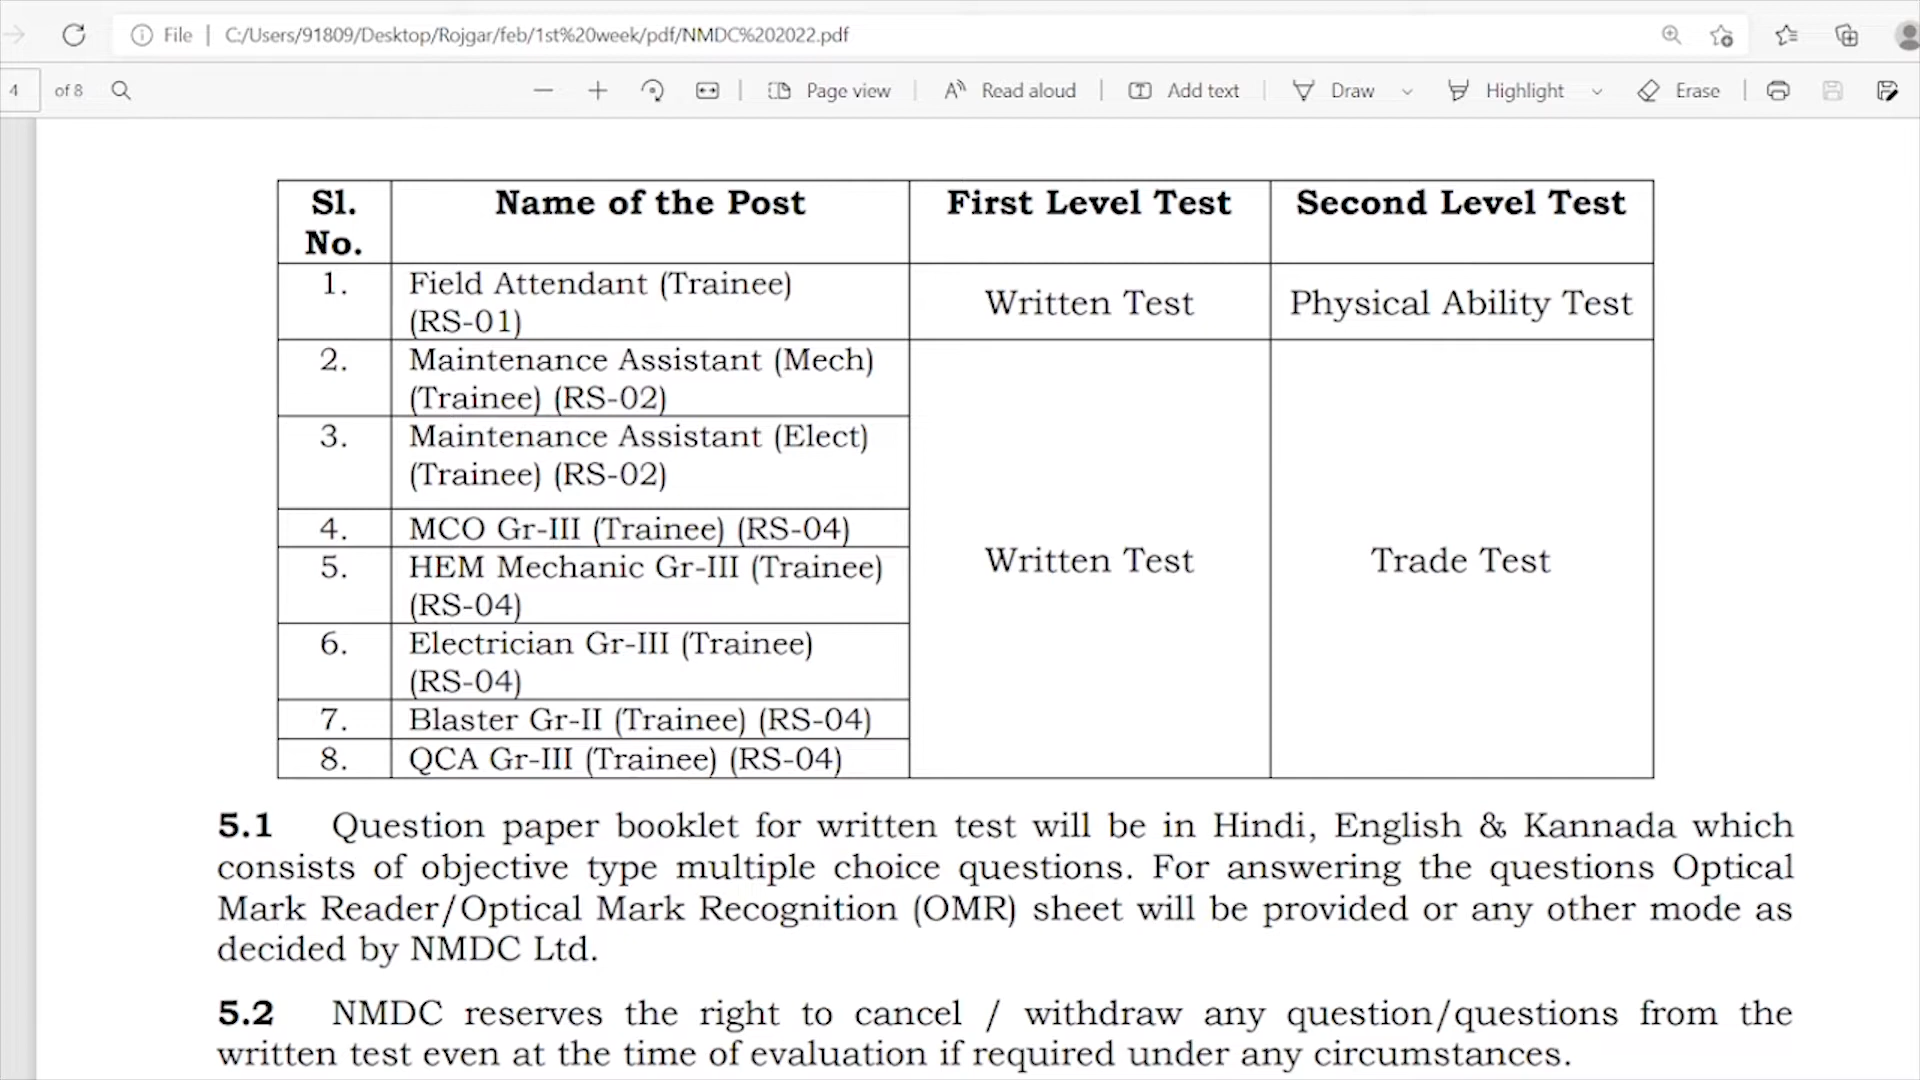 File | C:/Users/91809/Desktop/Rojgar/feb/1st%20week/pdf/NMDC%202022.pdf
4 of 8 Page view Read aloud Add text Draw Highlight Erase
Sl. No. Name of the Post First Level Test Second Level Test
1. Field Attendant (Trainee)
(RS-01)
Written Test Physical Ability Test
2. Maintenance Assistant (Mech)
(Trainee) (RS-02)
3. Maintenance Assistant (Elect)
(Trainee) (RS-02)
4. MCO Gr-III (Trainee) (RS-04)
5. HEM Mechanic Gr-III (Trainee)
(RS-04)
6. Electrician Gr-III (Trainee)
(RS-04)
7. Blaster Gr-II (Trainee) (RS-04)
8. QCA Gr-III (Trainee) (RS-04)
Written Test Trade Test
5.1 Question paper booklet for written test will be in Hindi, English & Kannada which
consists of objective type multiple choice questions. For answering the questions Optical
Mark Reader/Optical Mark Recognition (OMR) sheet will be provided or any other mode as
decided by NMDC Ltd.
5.2 NMDC reserves the right to cancel / withdraw any question/questions from the
written test even at the time of evaluation if required under any circumstances.